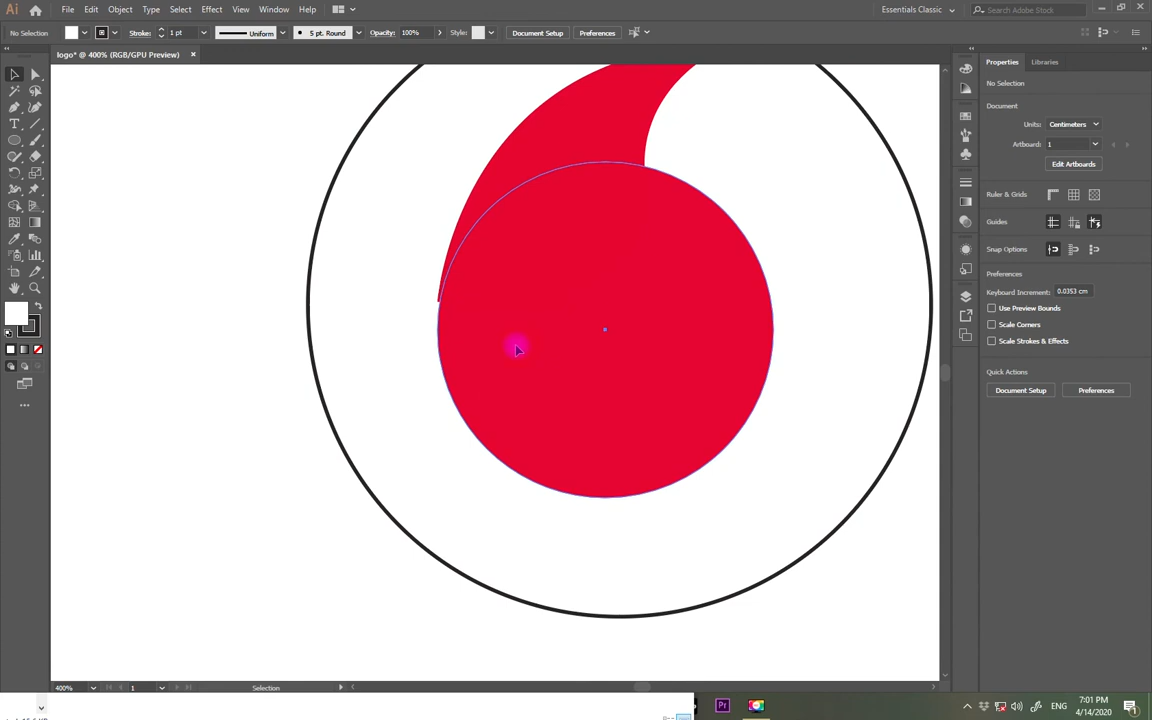 Ai File Edit Object Type Select Effect View Window Help Essentials Classic Search Adobe Stock
No Selection Stroke: 1 pt Uniform 5 pt. Round Opacity: 100% Style: Document Setup Preferences
logo* @ 400% (RGB/GPU Preview) ×
Properties Libraries
No Selection
Document
Units: Centimeters
Artboard: 1
Edit Artboards
Ruler & Grids
Guides
Snap Options
Preferences
Keyboard Increment: 0.0353 cm
Use Preview Bounds
Scale Corners
Scale Strokes & Effects
Quick Actions
Document Setup Preferences
400% 1 Selection
Pr ENG 7:01 PM
4/14/2020